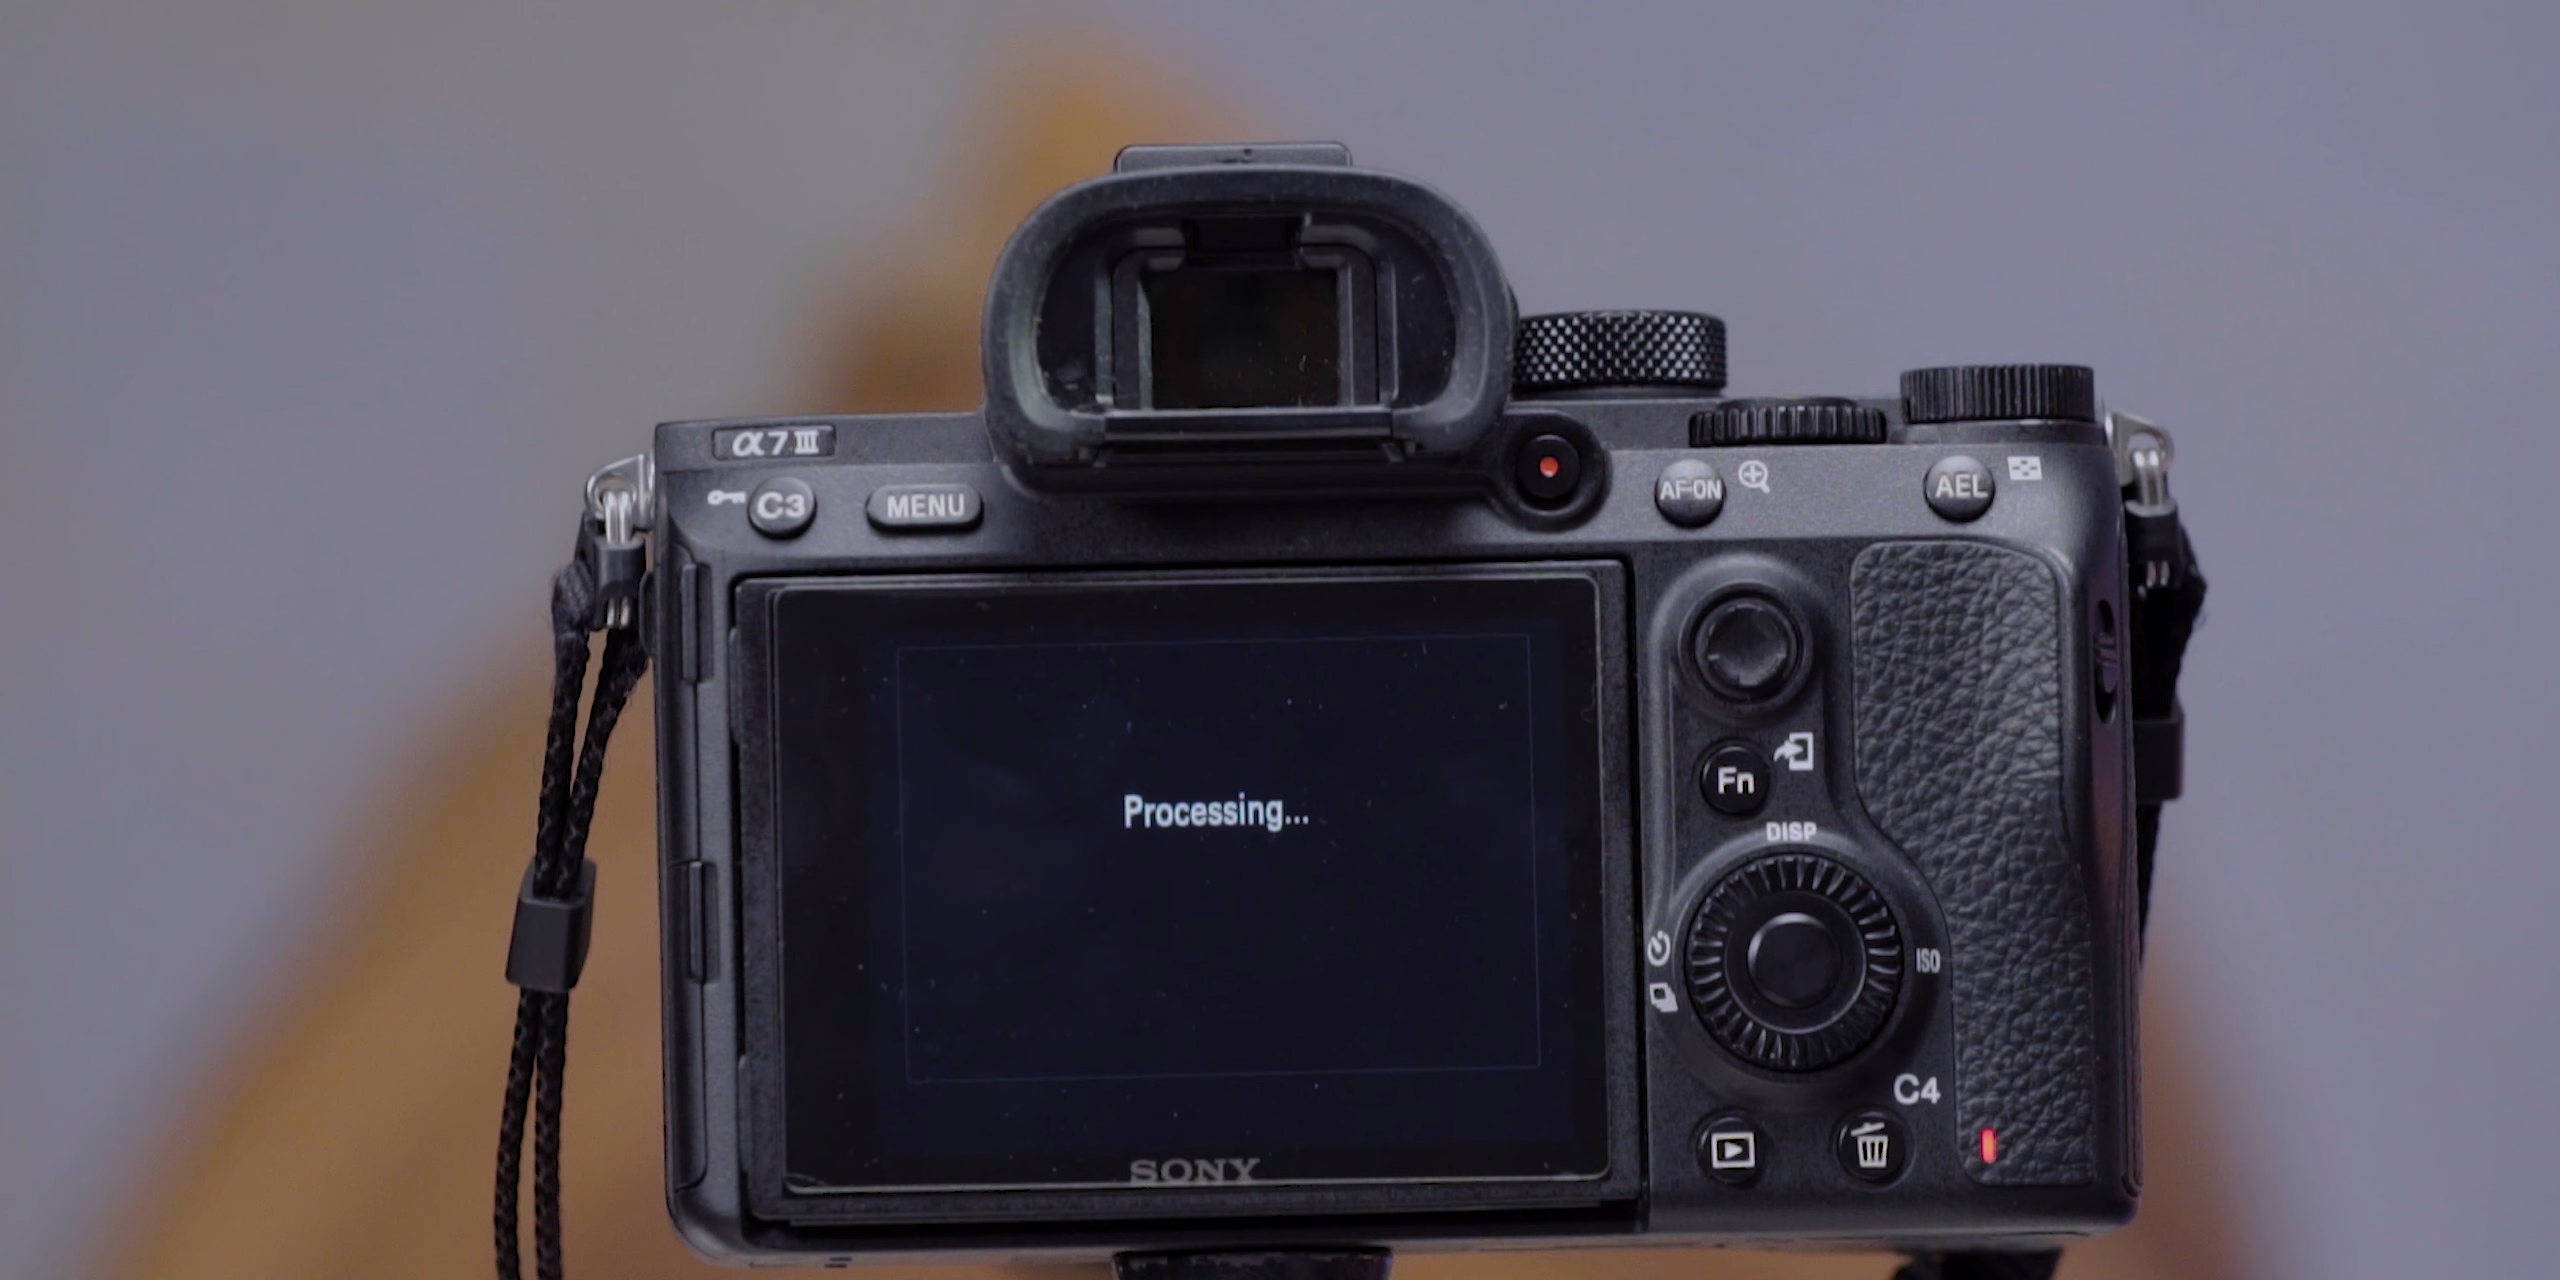 α7III
C3
MENU
AF-ON
AEL
Processing...
Fn
DISP
ISO
C4
SONY